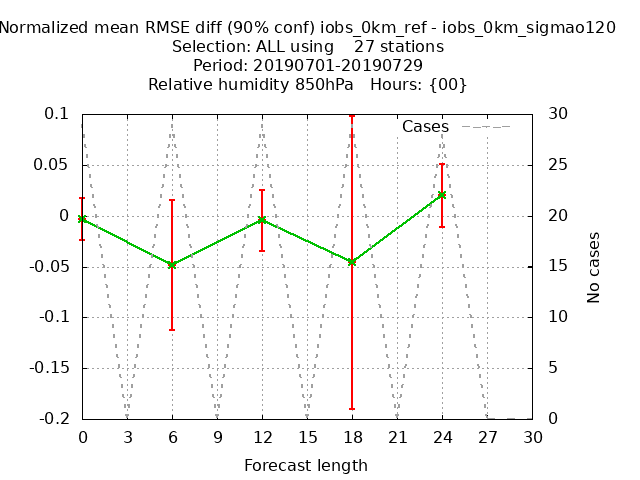 Normalized mean RMSE diff (90% conf) iobs_0km_ref - iobs_0km_sigmao120
Selection: ALL using    27 stations
Period: 20190701-20190729
Relative humidity 850hPa   Hours: {00}
Cases
0.1
0.05
0
-0.05
-0.1
-0.15
-0.2
30
25
20
15
10
5
0
No cases
0 3 6 9 12 15 18 21 24 27 30
Forecast length